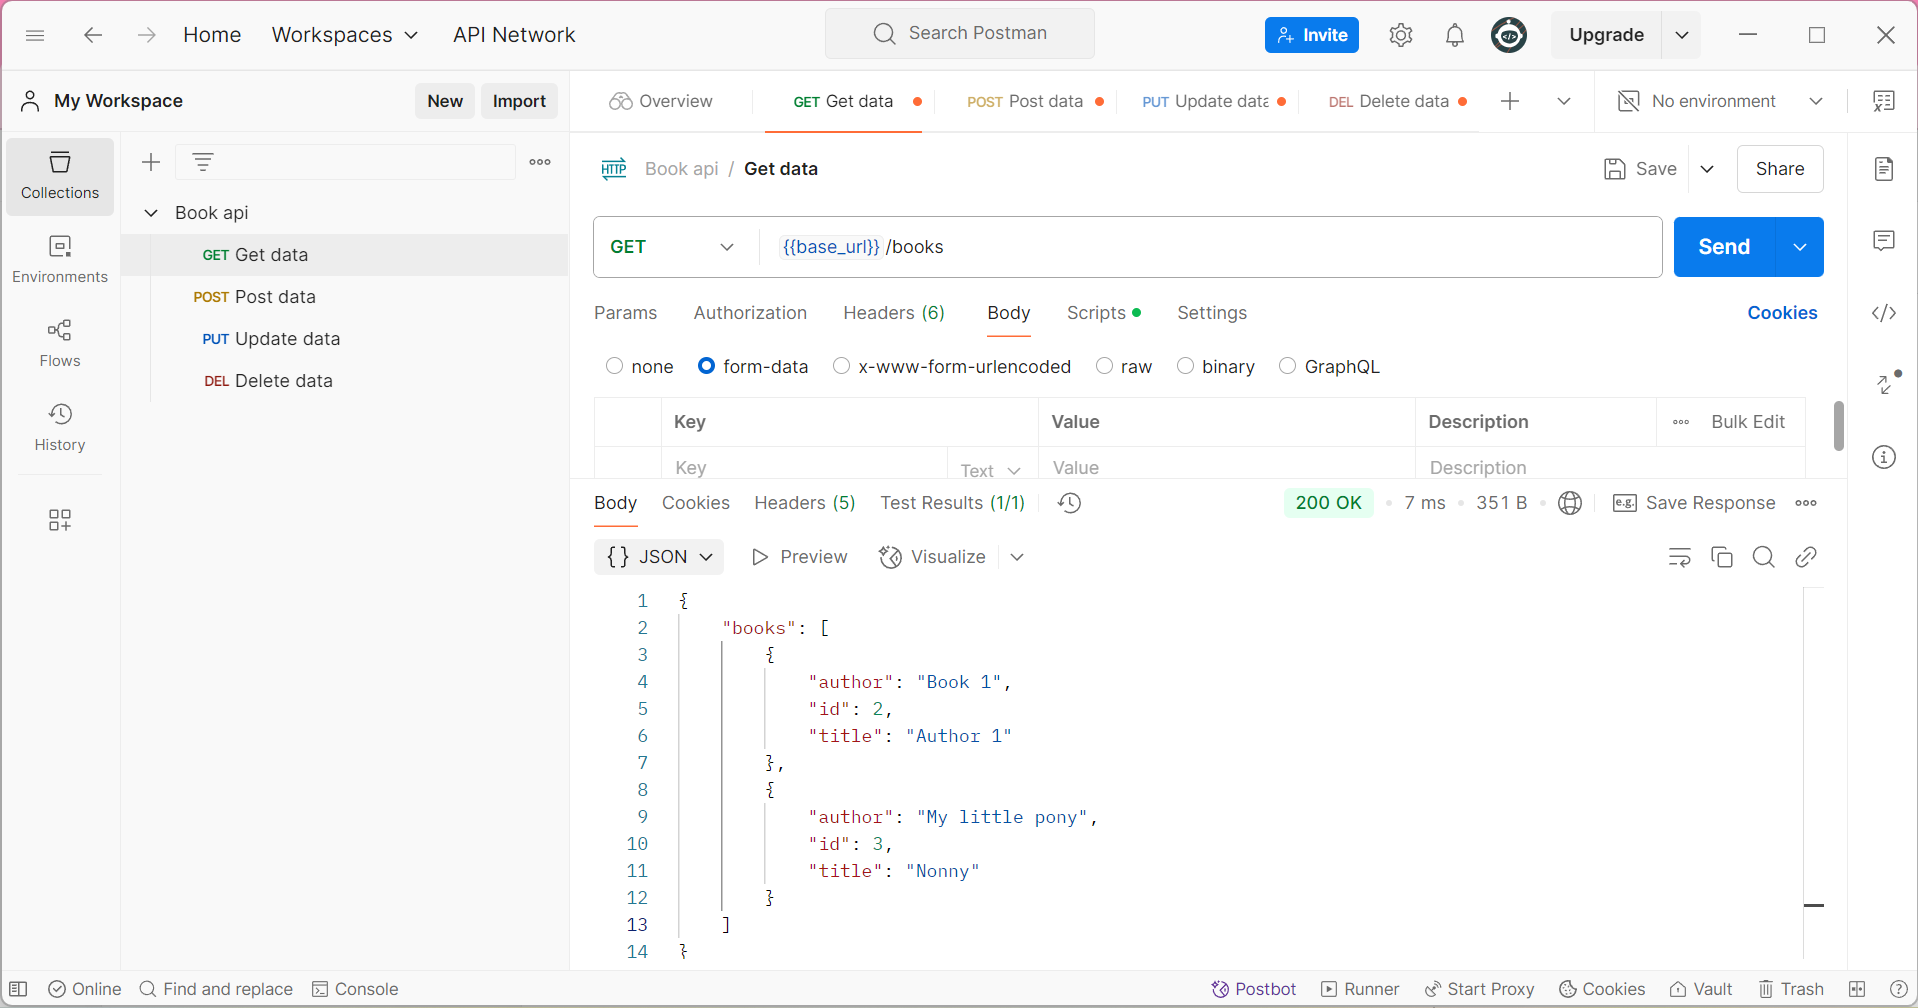 Home Workspaces API Network Search Postman Invite Upgrade
My Workspace New Import
Overview GET Get data POST Post data PUT Update data DEL Delete data No environment
Collections
Environments
Flows
History
Book api
GET Get data
POST Post data
PUT Update data
DEL Delete data
HTTP Book api / Get data Save Share
GET {{base_url}}/books Send
Params Authorization Headers (6) Body Scripts Settings Cookies
none form-data x-www-form-urlencoded raw binary GraphQL
Key Value Description Bulk Edit
Key Text Value Description
Body Cookies Headers (5) Test Results (1/1) 200 OK 7 ms 351 B e.g. Save Response
{} JSON Preview Visualize
1 {
2 "books": [
3 {
4 "author": "Book 1",
5 "id": 2,
6 "title": "Author 1"
7 },
8 {
9 "author": "My little pony",
10 "id": 3,
11 "title": "Nonny"
12 }
13 ]
14 }
Online Find and replace Console Postbot Runner Start Proxy Cookies Vault Trash